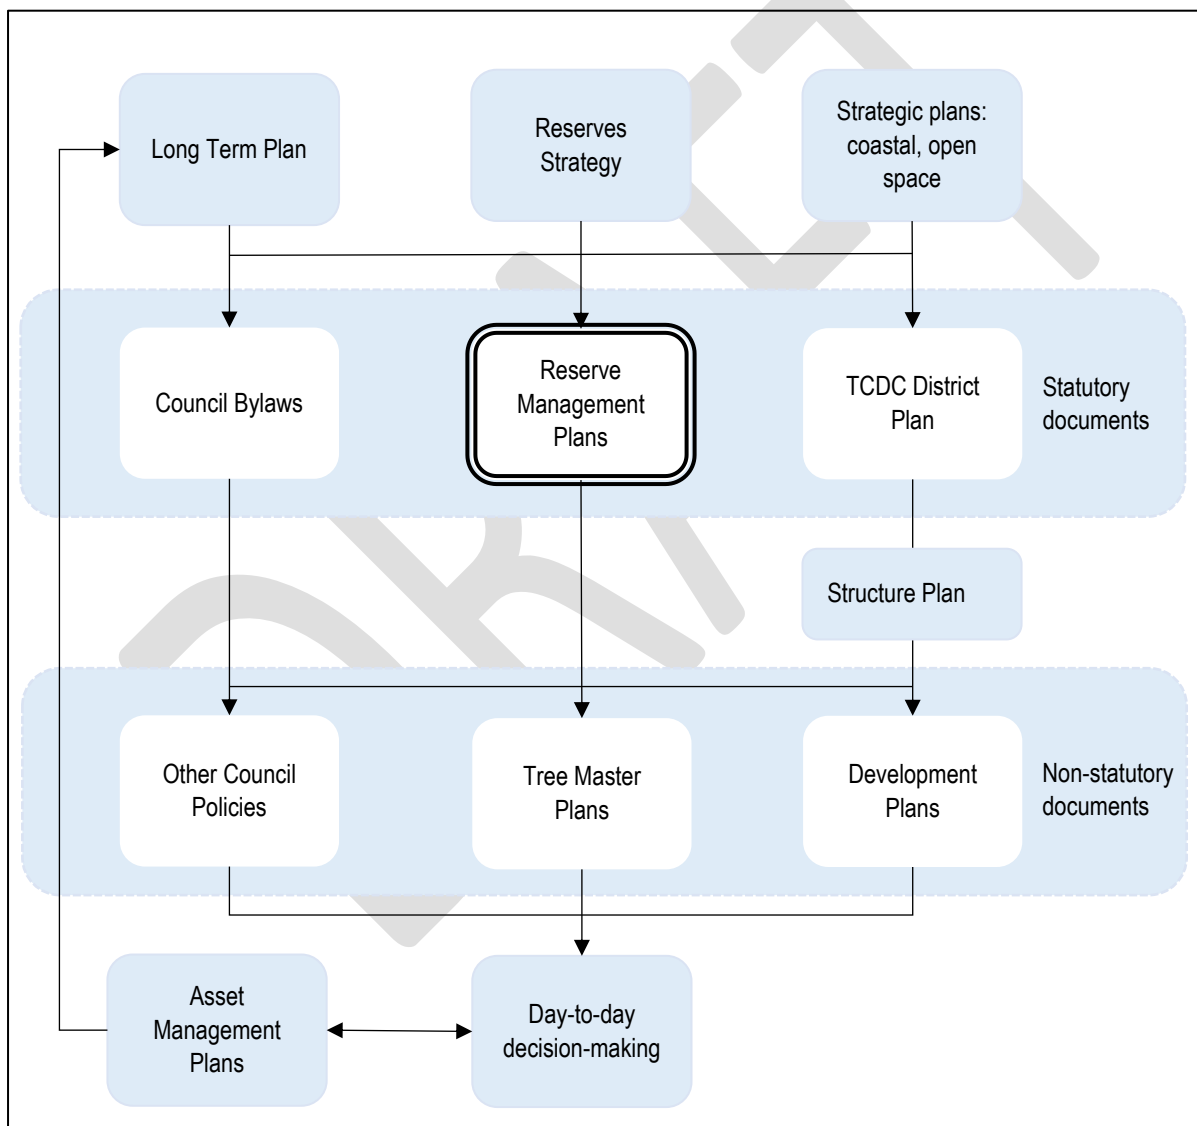 Long Term Plan
Reserves
Strategy
Strategic plans:
coastal, open
space
Council Bylaws
Reserve
Management
Plans
TCDC District
Plan
Statutory
documents
Structure Plan
Other Council
Policies
Tree Master
Plans
Development
Plans
Non-statutory
documents
Asset
Management
Plans
Day-to-day
decision-making
DRAFT